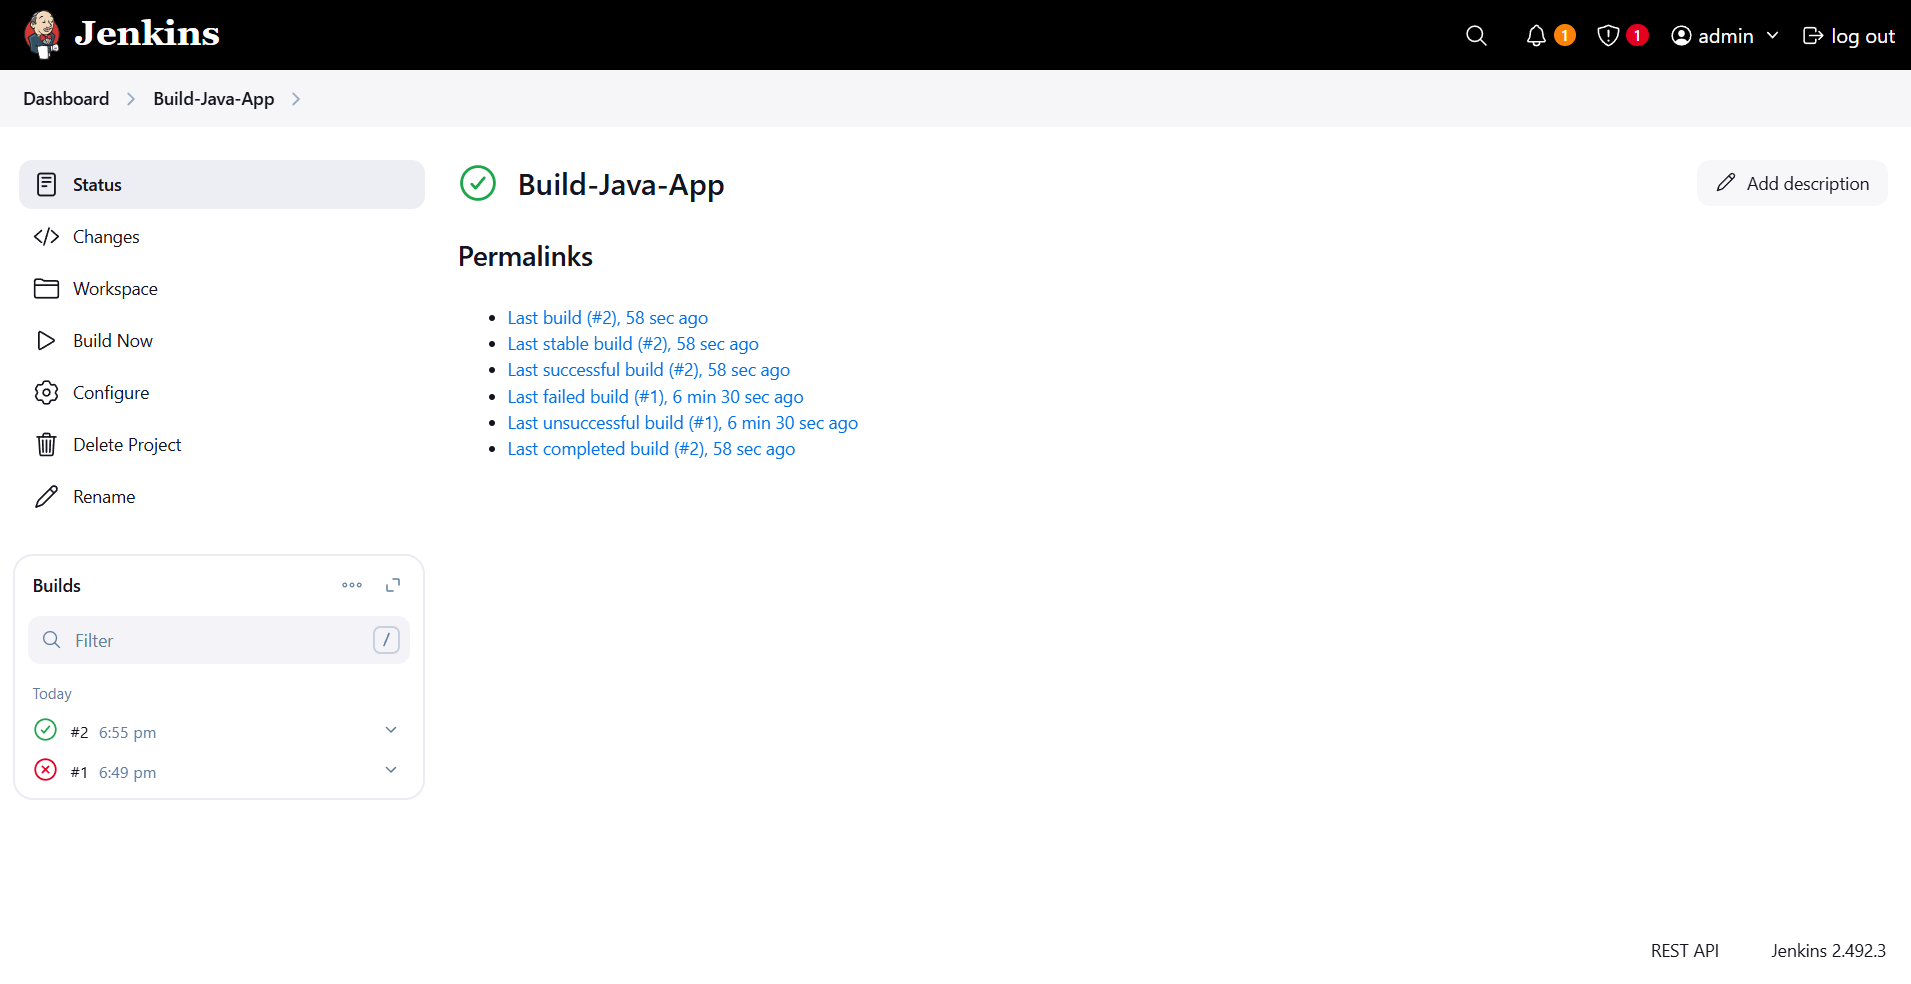 Jenkins
1
1
admin
log out
Dashboard
Build-Java-App
Status
Changes
Workspace
Build Now
Configure
Delete Project
Rename
Build-Java-App
Add description
Permalinks
Last build (#2), 58 sec ago
Last stable build (#2), 58 sec ago
Last successful build (#2), 58 sec ago
Last failed build (#1), 6 min 30 sec ago
Last unsuccessful build (#1), 6 min 30 sec ago
Last completed build (#2), 58 sec ago
Builds
Filter /
Today
#2 6:55 pm
#1 6:49 pm
REST API
Jenkins 2.492.3